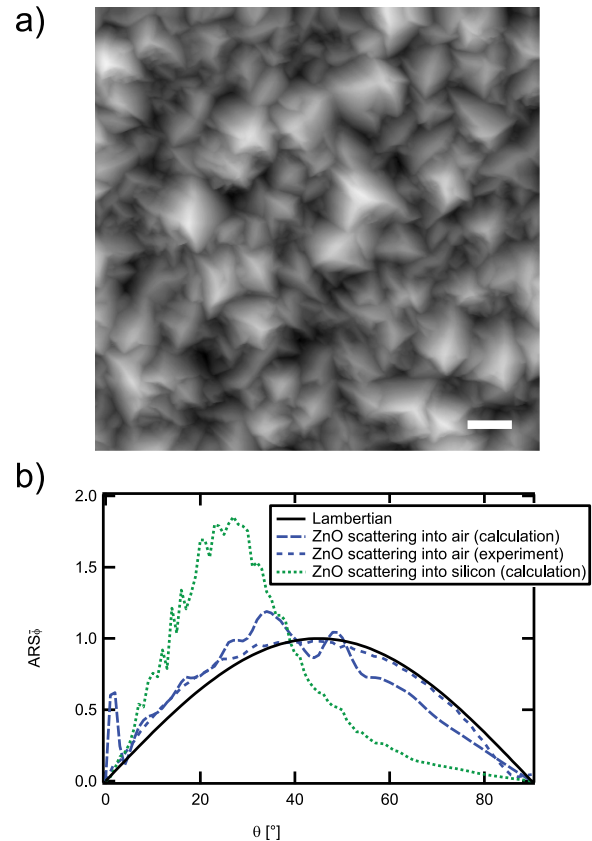 a)
b)
2.0
1.5
1.0
0.5
0.0
ARSφ̄
Lambertian
ZnO scattering into air (calculation)
ZnO scattering into air (experiment)
ZnO scattering into silicon (calculation)
0
20
40
60
80
θ [°]